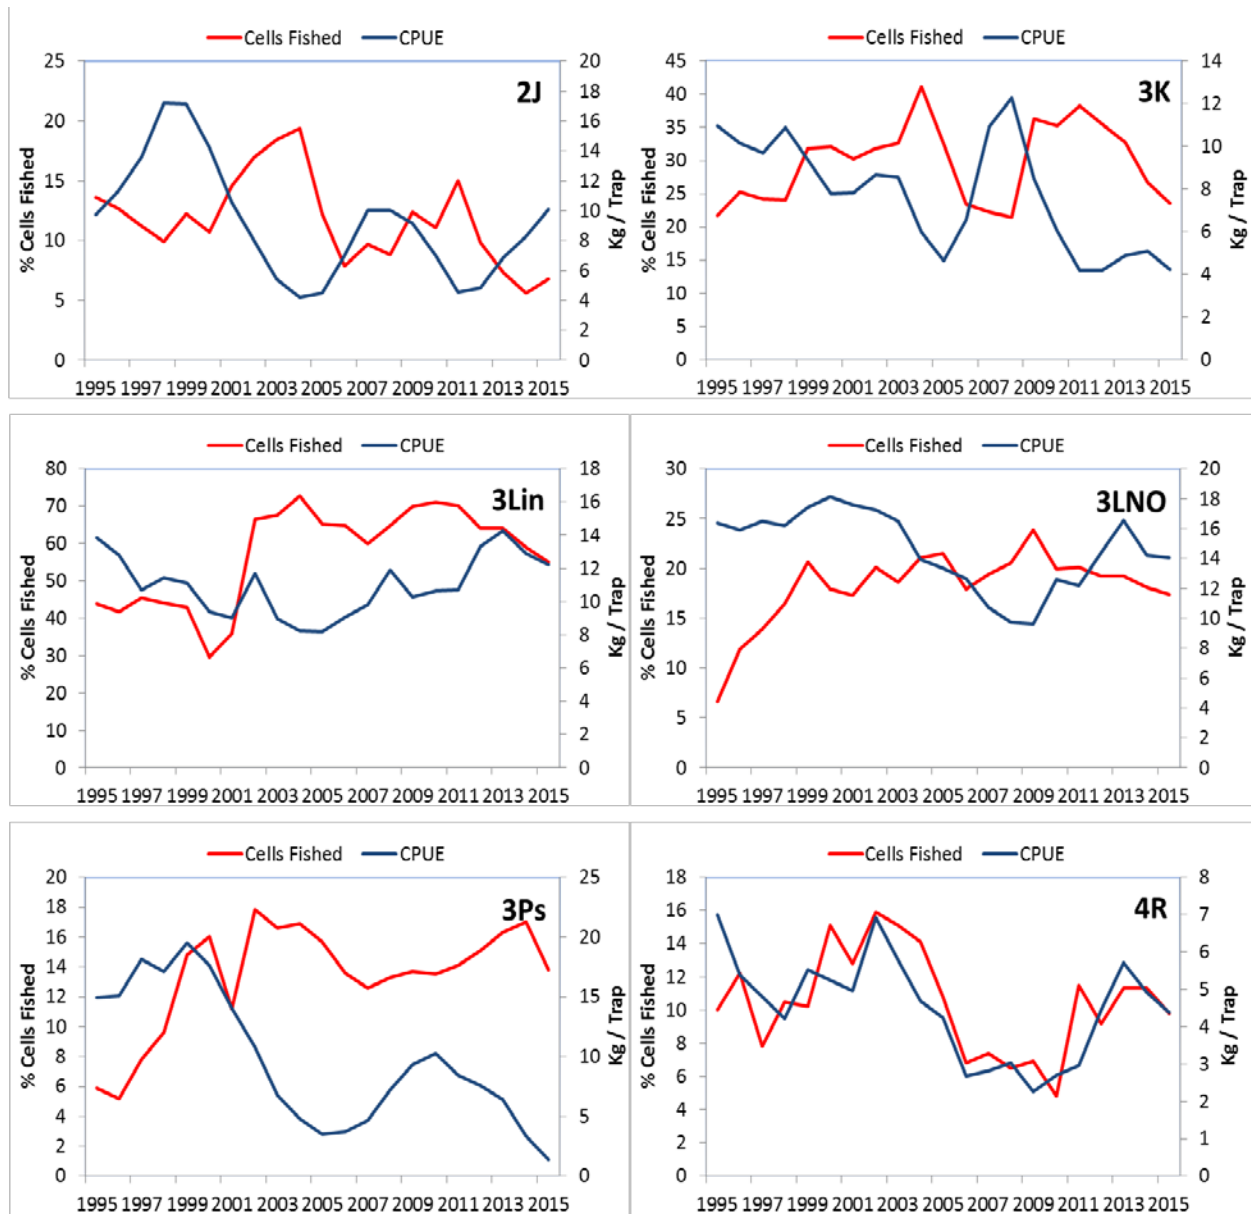 Cells Fished CPUE
25 20
2J
20 18
16
15 14
12
10 10
8
5 6
4
2
0 0
% Cells Fished
Kg / Trap
1995 1997 1999 2001 2003 2005 2007 2009 2011 2013 2015
Cells Fished CPUE
45 14
3K
40 12
35 10
30 8
25
20 6
15 4
10
5 2
0 0
% Cells Fished
Kg / Trap
1995 1997 1999 2001 2003 2005 2007 2009 2011 2013 2015
Cells Fished CPUE
80 18
3Lin
70 16
60 14
50 12
40 10
30 8
20 6
10 4
2
0 0
% Cells Fished
Kg / Trap
1995 1997 1999 2001 2003 2005 2007 2009 2011 2013 2015
Cells Fished CPUE
30 20
3LNO
25 18
16
20 14
12
15 10
8
10 6
4
5 2
0 0
% Cells Fished
Kg / Trap
1995 1997 1999 2001 2003 2005 2007 2009 2011 2013 2015
Cells Fished CPUE
20 25
3Ps
18
16 20
14
12 15
10
8 10
6
4 5
2
0 0
% Cells Fished
Kg / Trap
1995 1997 1999 2001 2003 2005 2007 2009 2011 2013 2015
Cells Fished CPUE
18 8
4R
16 7
14 6
12 5
10
8 4
6 3
4 2
2 1
0 0
% Cells Fished
Kg / Trap
1995 1997 1999 2001 2003 2005 2007 2009 2011 2013 2015